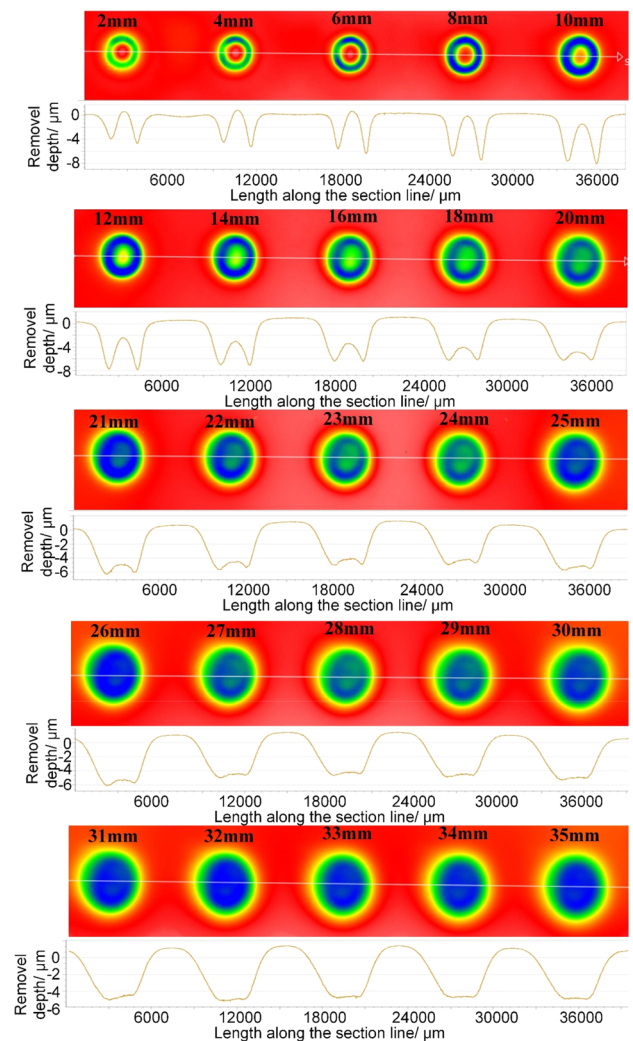 2mm 4mm 6mm 8mm 10mm
S
Removel
depth/ μm
0
-4
-8
6000 12000 18000 24000 30000 36000
Length along the section line/ μm
12mm 14mm 16mm 18mm 20mm
Removel
depth/ μm
0
-4
-8
6000 12000 18000 24000 30000 36000
Length along the section line/ μm
21mm 22mm 23mm 24mm 25mm
Removel
depth/ μm
0
-2
-4
-6
6000 12000 18000 24000 30000 36000
Length along the section line/ μm
26mm 27mm 28mm 29mm 30mm
Removel
depth/ μm
0
-2
-4
-6
6000 12000 18000 24000 30000 36000
Length along the section line/ μm
31mm 32mm 33mm 34mm 35mm
Removel
depth/ μm
0
-2
-4
-6
6000 12000 18000 24000 30000 36000
Length along the section line/ μm